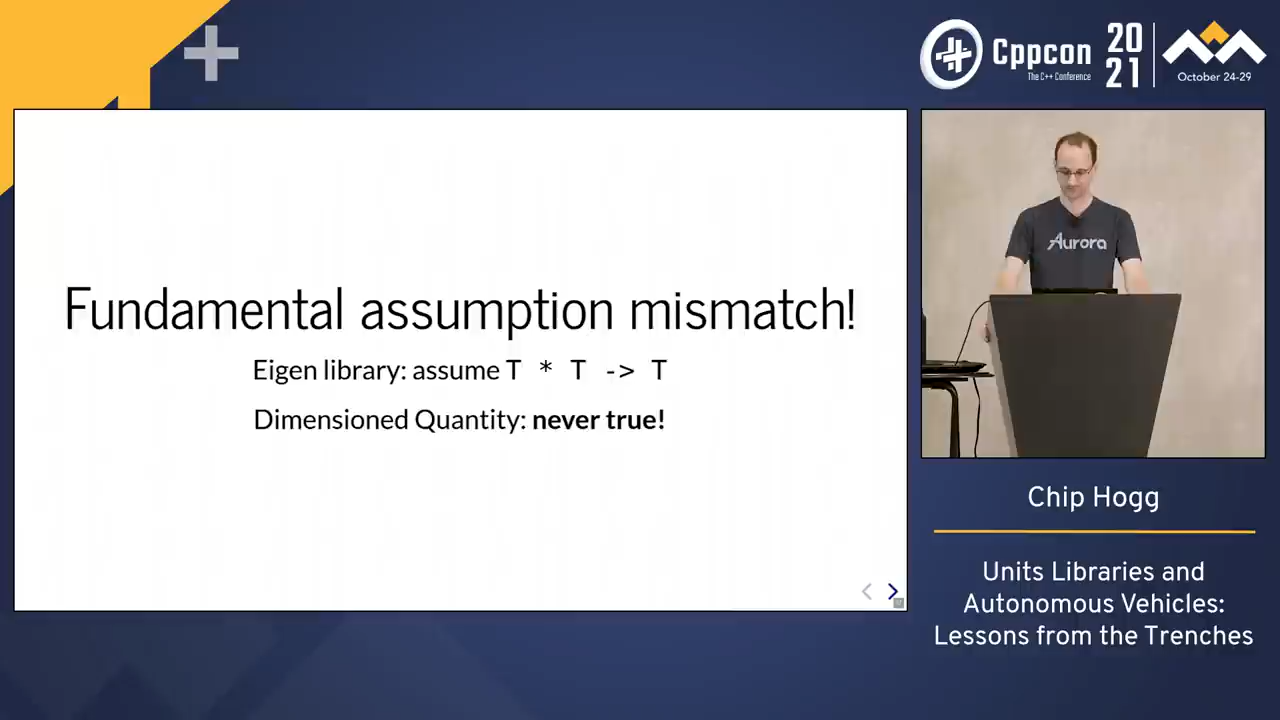 Cppcon
The C++ Conference
20
21
October 24-29
Fundamental assumption mismatch!
Eigen library: assume T * T -> T
Dimensioned Quantity: never true!
Aurora
Chip Hogg
Units Libraries and
Autonomous Vehicles:
Lessons from the Trenches